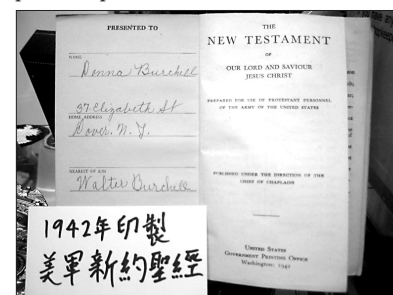 PRESENTED TO
NAME
Donna Burchell
37 Elizabeth St
HOME ADDRESS
Dover, N. J.
NEAREST OF KIN
Walter Burchell
THE
NEW TESTAMENT
OF
OUR LORD AND SAVIOUR
JESUS CHRIST
PREPARED FOR USE OF PROTESTANT PERSONNEL
OF THE ARMY OF THE UNITED STATES
PUBLISHED UNDER THE DIRECTION OF THE
CHIEF OF CHAPLAINS
UNITED STATES
GOVERNMENT PRINTING OFFICE
Washington: 1942
1942年印製
美軍新約聖經